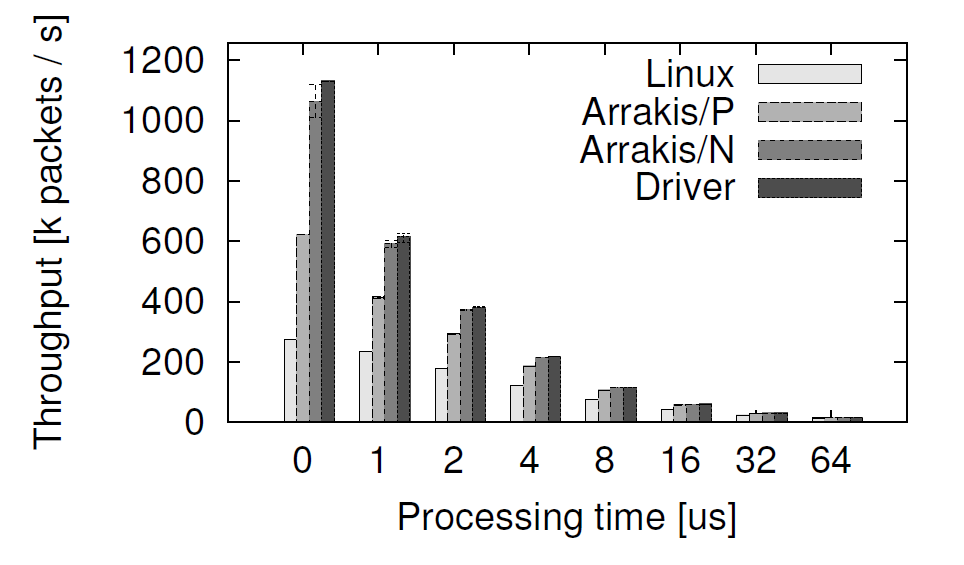 Throughput [k packets / s]
1200
1000
800
600
400
200
0
Linux
Arrakis/P
Arrakis/N
Driver
0 1 2 4 8 16 32 64
Processing time [us]